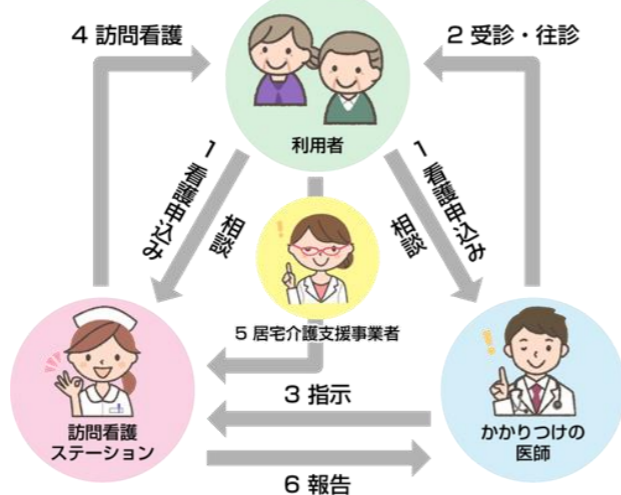 4 訪問看護
2 受診・往診
利用者
1 看護申込み
相談
1 看護申込み
相談
5 居宅介護支援事業者
3 指示
訪問看護
ステーション
かかりつけの
医師
6 報告